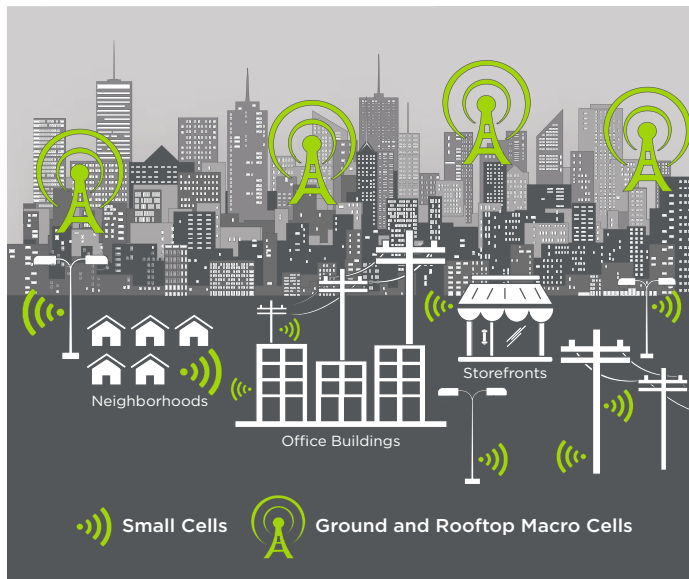 Storefronts
Neighborhoods
Office Buildings
Small Cells
Ground and Rooftop Macro Cells